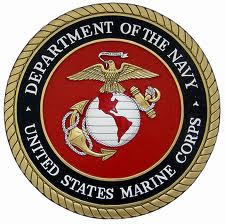 DEPARTMENT OF THE NAVY
UNITED STATES MARINE CORPS